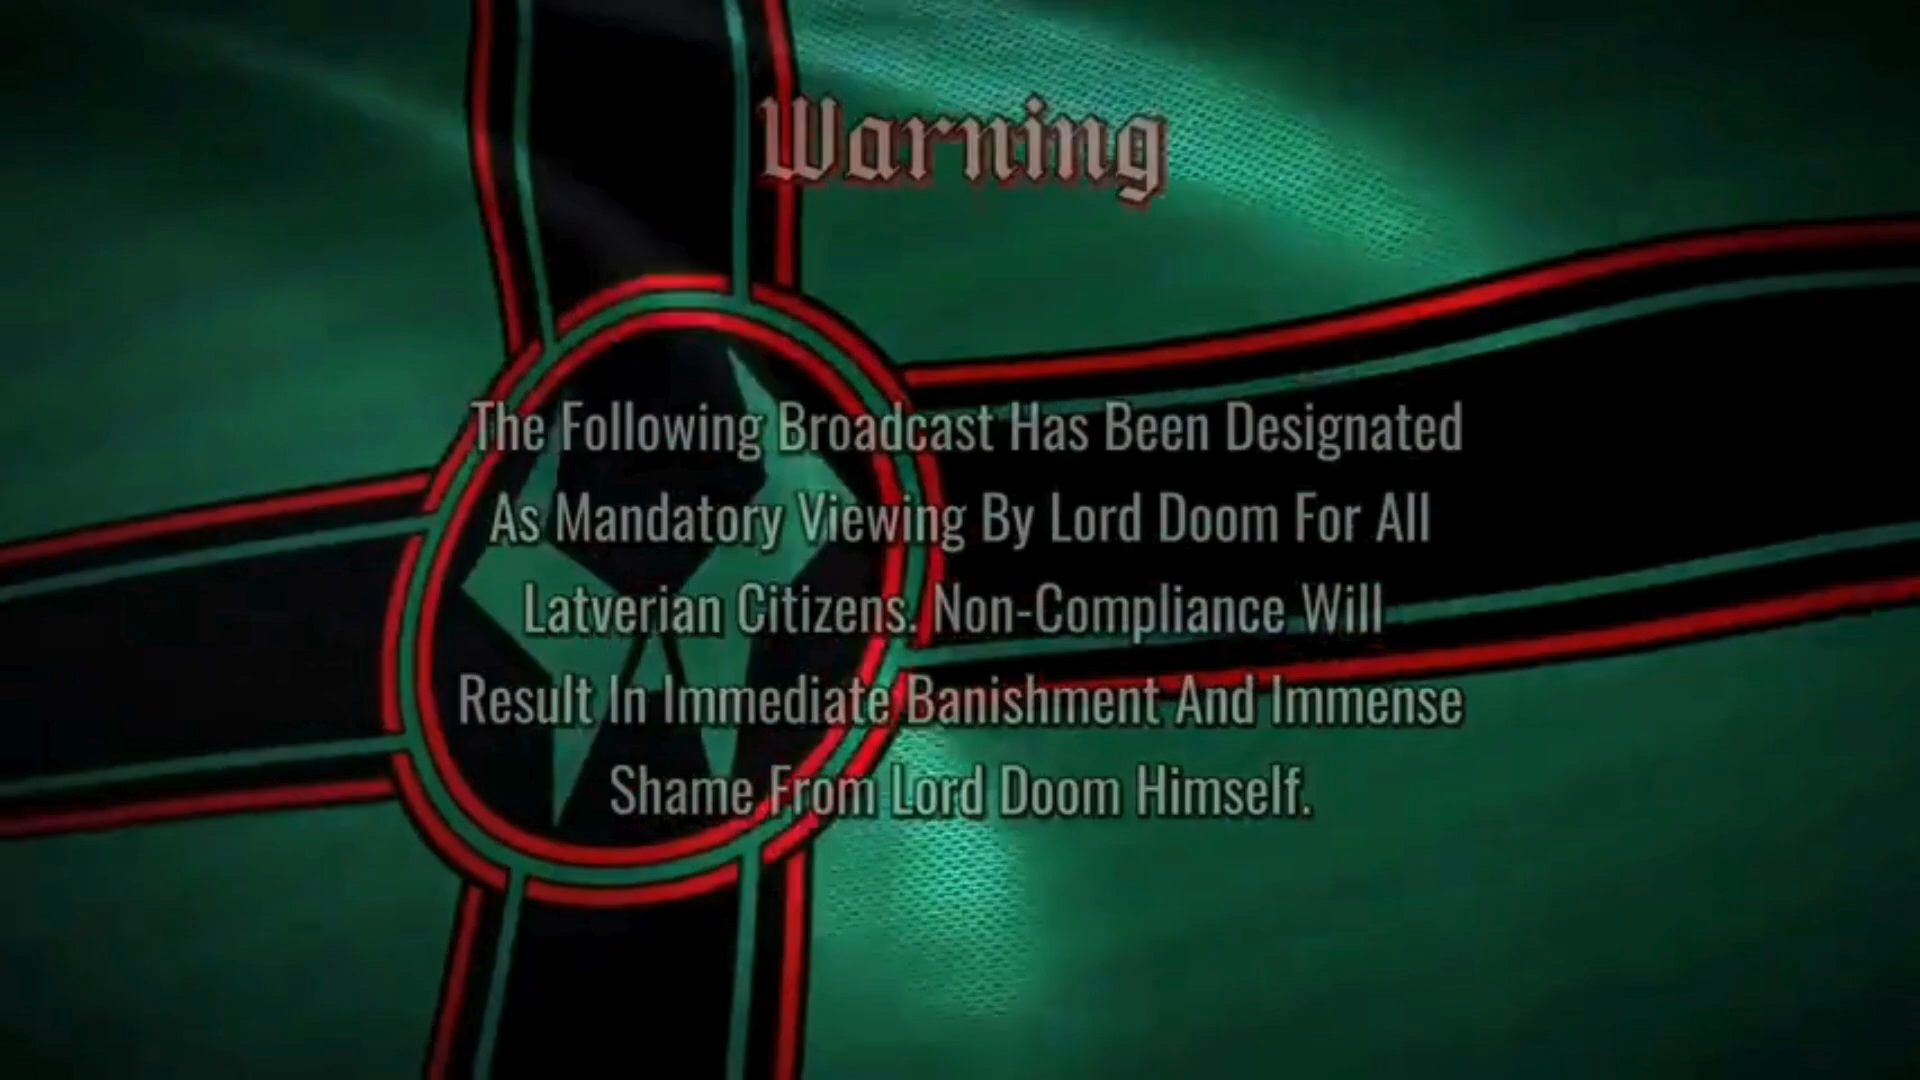 Warning
The Following Broadcast Has Been Designated
As Mandatory Viewing By Lord Doom For All
Latverian Citizens. Non-Compliance Will
Result In Immediate Banishment And Immense
Shame From Lord Doom Himself.